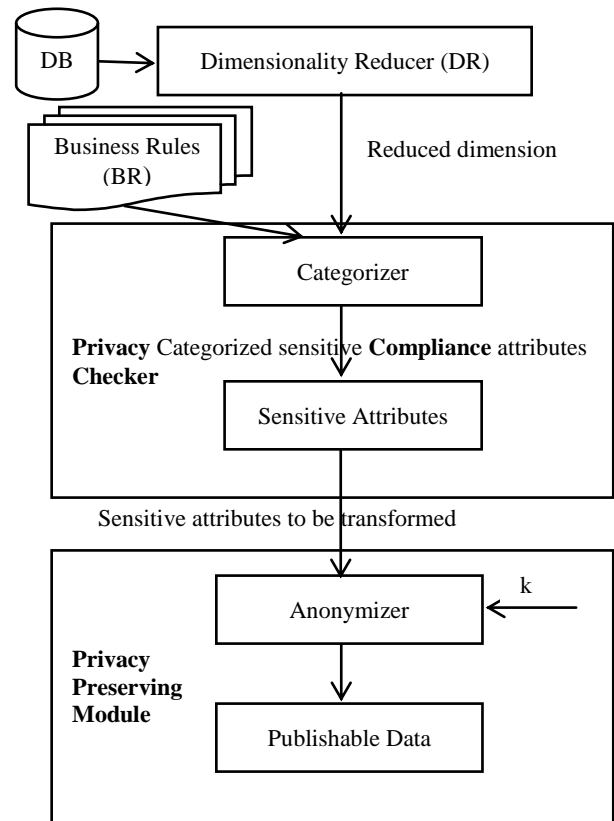 DB
Dimensionality Reducer (DR)
Business Rules
(BR)
Reduced dimension
Categorizer
Privacy Categorized sensitive Compliance attributes
Checker
Sensitive Attributes
Sensitive attributes to be transformed
k
Anonymizer
Privacy
Preserving
Module
Publishable Data